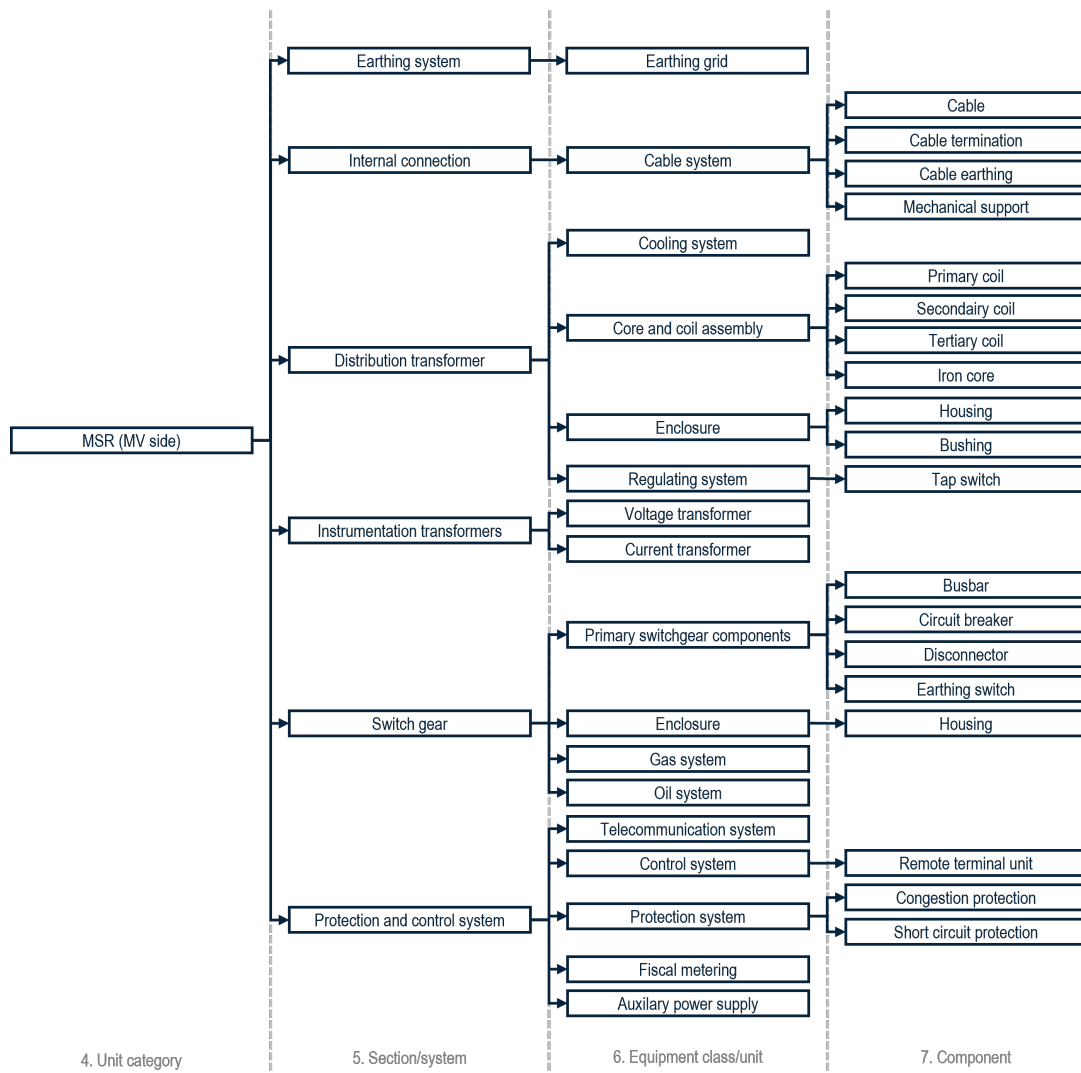 Earthing system
Earthing grid
Cable
Cable termination
Internal connection
Cable system
Cable earthing
Mechanical support
Cooling system
Primary coil
Secondairy coil
Core and coil assembly
Tertiary coil
Distribution transformer
Iron core
Housing
MSR (MV side)
Enclosure
Bushing
Regulating system
Tap switch
Voltage transformer
Instrumentation transformers
Current transformer
Busbar
Circuit breaker
Primary switchgear components
Disconnector
Earthing switch
Switch gear
Enclosure
Housing
Gas system
Oil system
Telecommunication system
Control system
Remote terminal unit
Congestion protection
Protection and control system
Protection system
Short circuit protection
Fiscal metering
Auxilary power supply
4. Unit category
5. Section/system
6. Equipment class/unit
7. Component